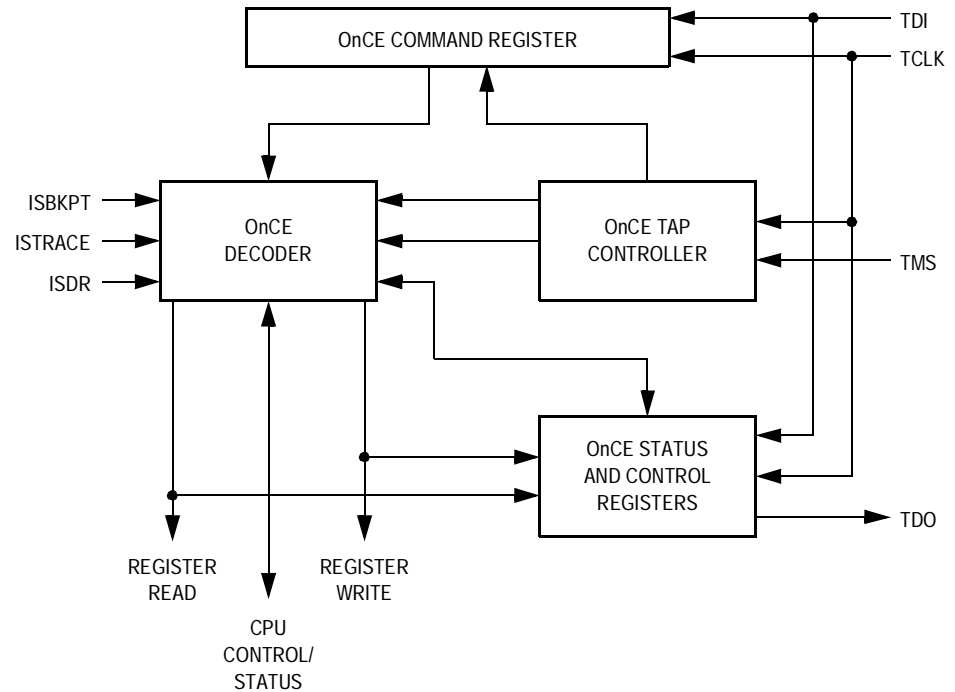 OnCE COMMAND REGISTER
TDI
TCLK
ISBKPT
ISTRACE
ISDR
OnCE
DECODER
OnCE TAP
CONTROLLER
TMS
OnCE STATUS
AND CONTROL
REGISTERS
TDO
REGISTER
READ
REGISTER
WRITE
CPU
CONTROL/
STATUS